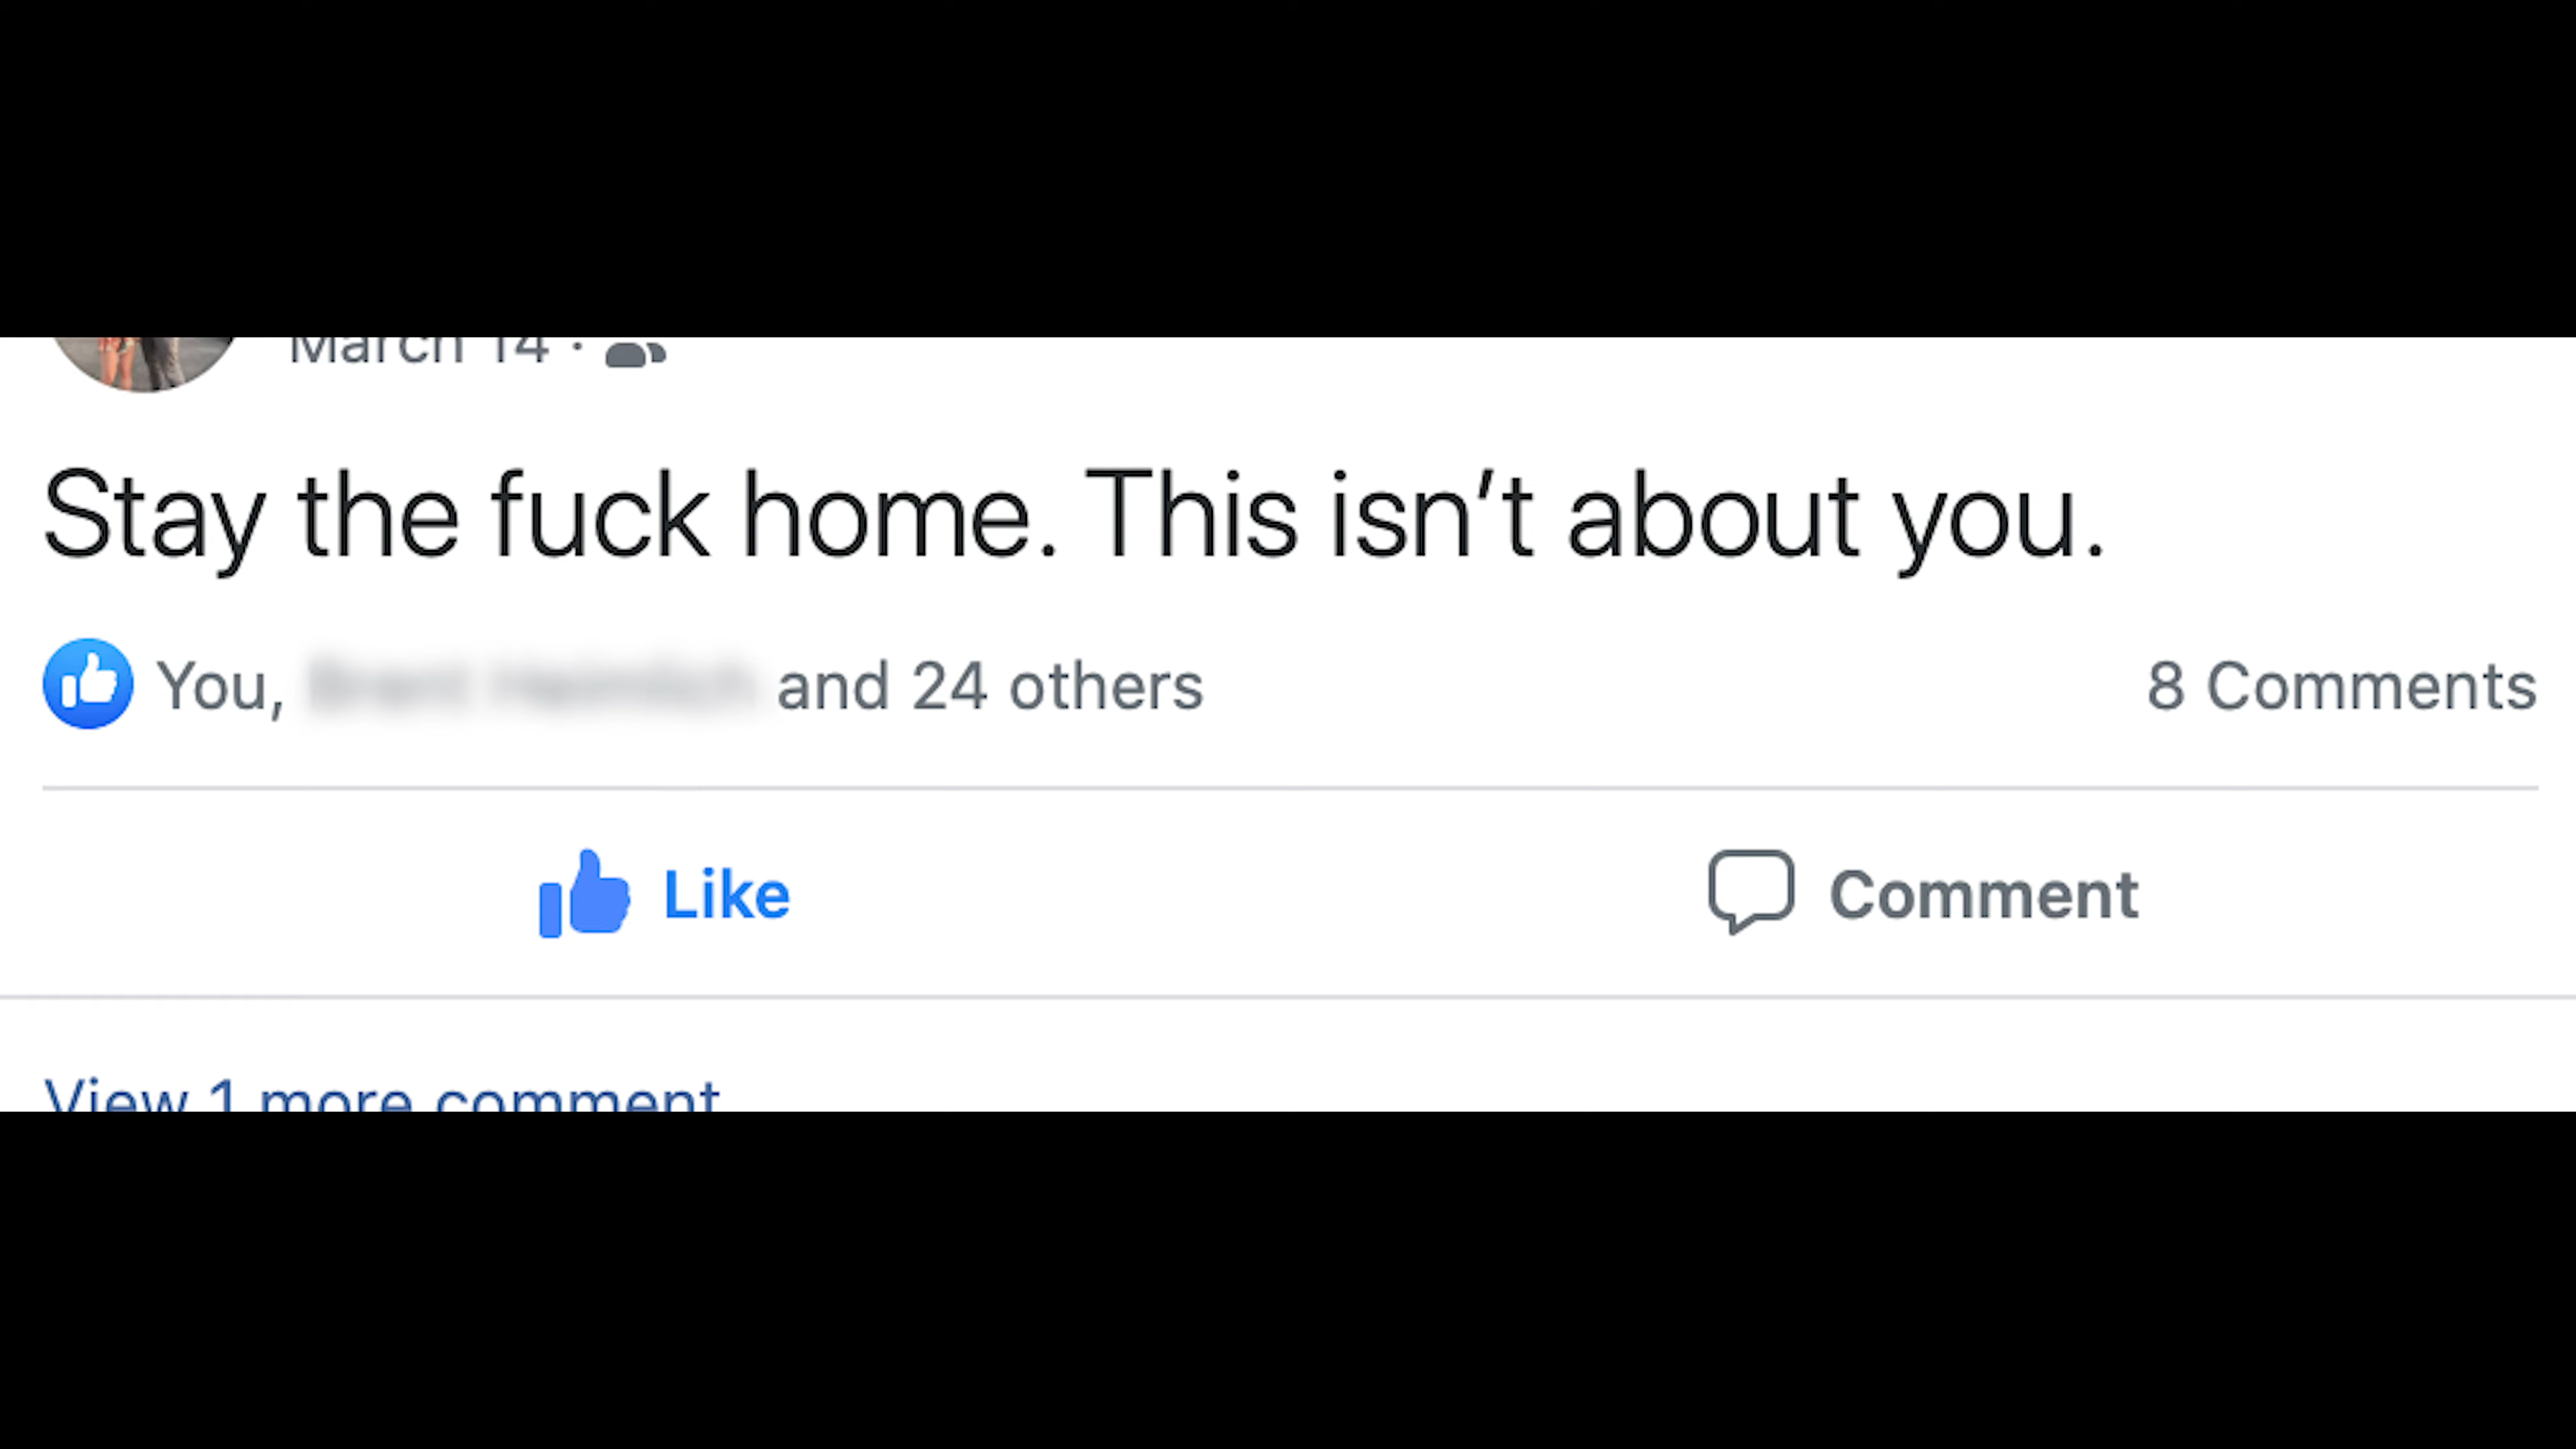 March 14 ·
Stay the fuck home. This isn’t about you.
You, and 24 others
8 Comments
Like
Comment
View 1 more comment